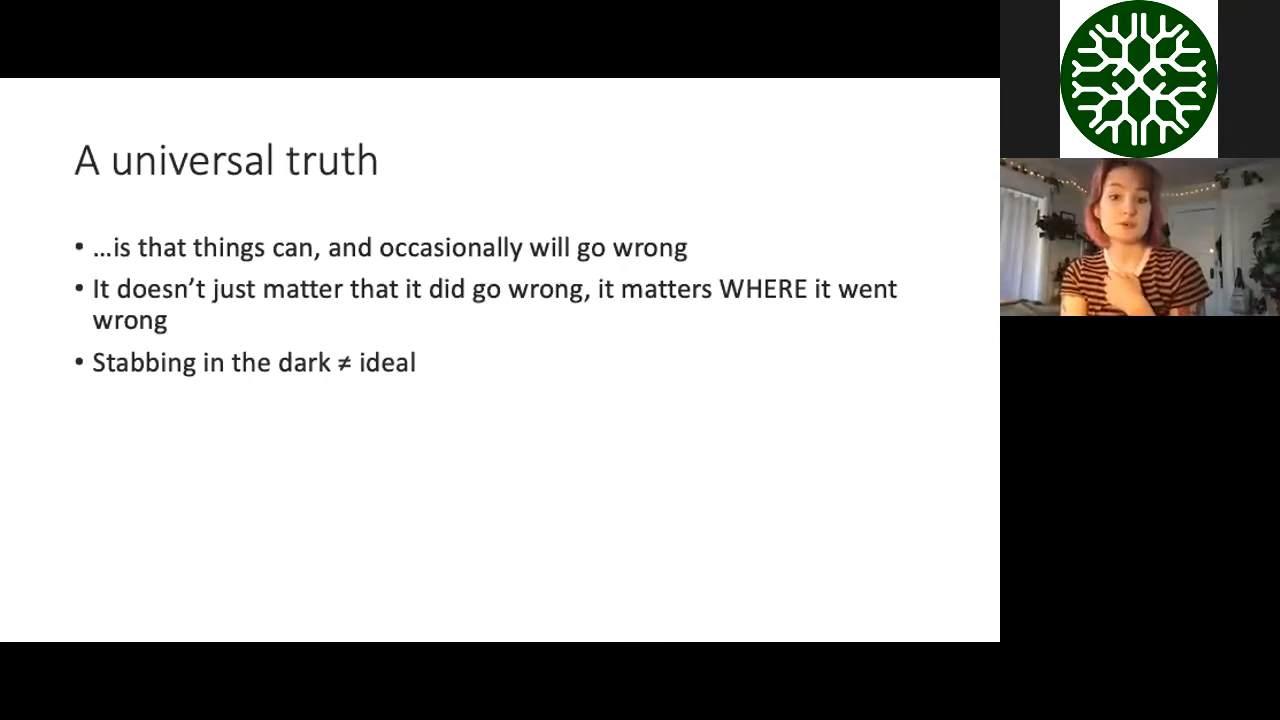 A universal truth
• …is that things can, and occasionally will go wrong
• It doesn’t just matter that it did go wrong, it matters WHERE it went
wrong
• Stabbing in the dark ≠ ideal